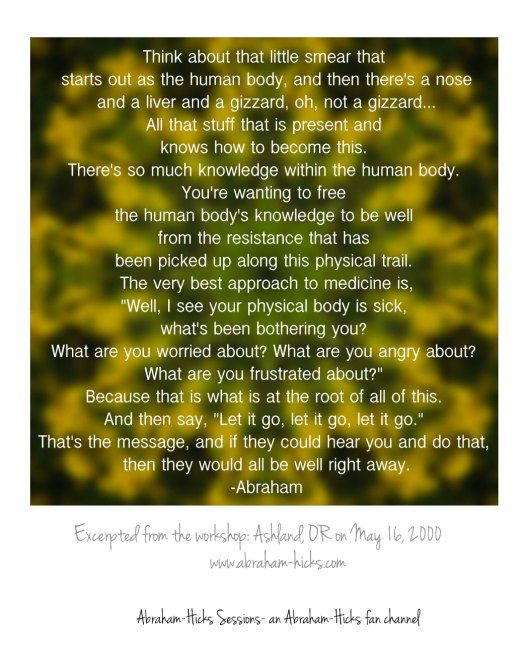 Think about that little smear that
starts out as the human body, and then there's a nose
and a liver and a gizzard, oh, not a gizzard...
All that stuff that is present and
knows how to become this.
There's so much knowledge within the human body.
You're wanting to free
the human body's knowledge to be well
from the resistance that has
been picked up along this physical trail.
The very best approach to medicine is,
"Well, I see your physical body is sick,
what's been bothering you?
What are you worried about? What are you angry about?
What are you frustrated about?"
Because that is what is at the root of all of this.
And then say, "Let it go, let it go, let it go."
That's the message, and if they could hear you and do that,
then they would all be well right away.
-Abraham
Excerpted from the workshop: Ashland, OR on May 16, 2000
www.abraham-hicks.com
Abraham-Hicks Sessions- an Abraham-Hicks fan channel